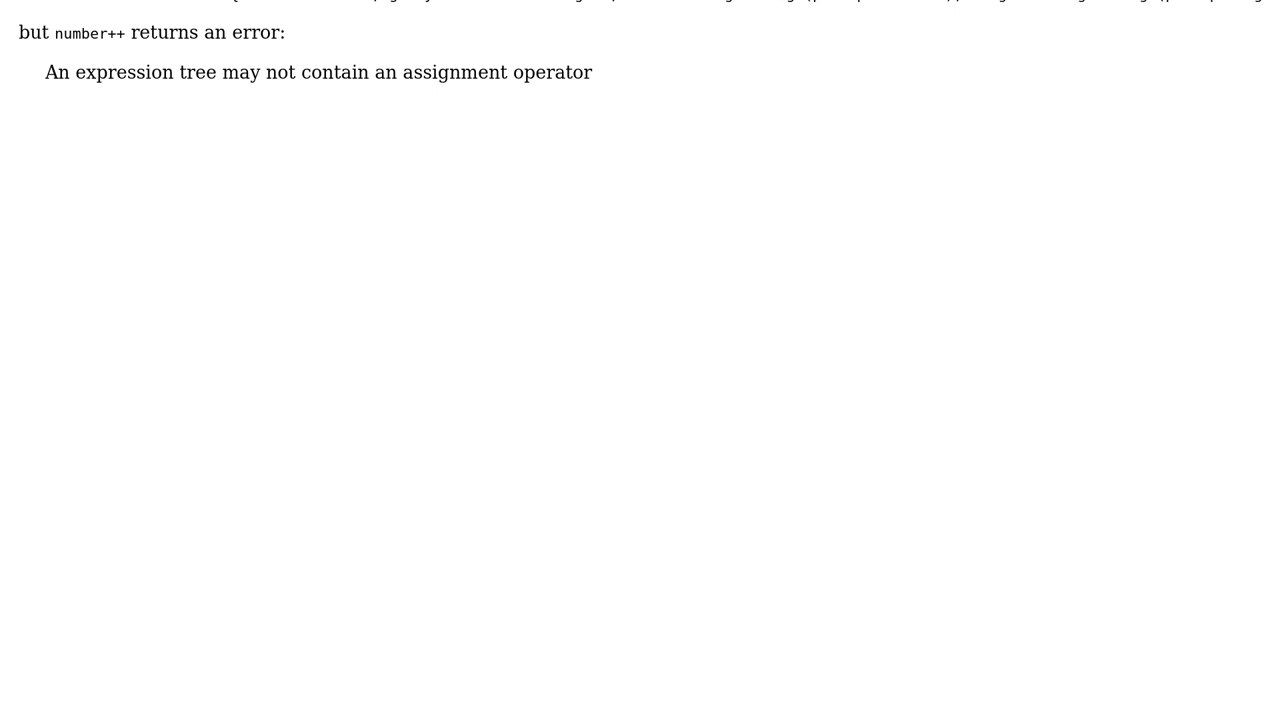 but number++ returns an error:
An expression tree may not contain an assignment operator